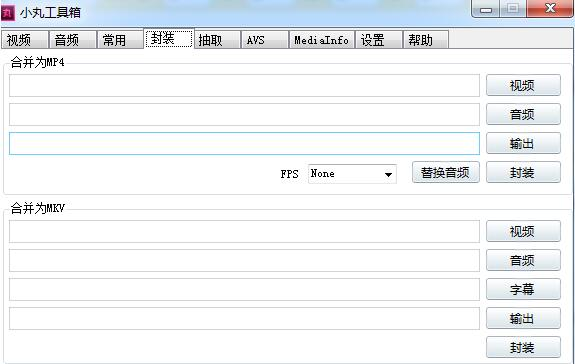 丸 小丸工具箱
视频 音频 常用 封装 抽取 AVS MediaInfo 设置 帮助
合并为MP4
视频
音频
输出
FPS None 替换音频 封装
合并为MKV
视频
音频
字幕
输出
封装